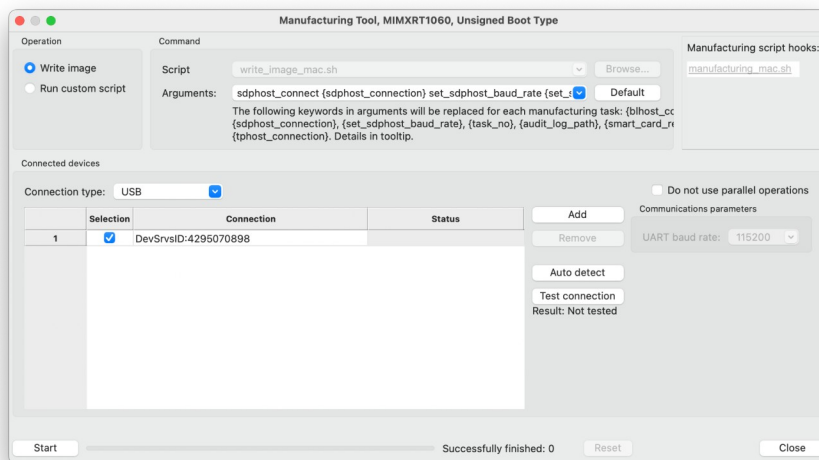 Manufacturing Tool, MIMXRT1060, Unsigned Boot Type
Operation
Write image
Run custom script
Command
Script write_image_mac.sh Browse...
Arguments: sdphost_connect {sdphost_connection} set_sdphost_baud_rate {set_s Default
The following keywords in arguments will be replaced for each manufacturing task: {blhost_cc
{sdphost_connection}, {set_sdphost_baud_rate}, {task_no}, {audit_log_path}, {smart_card_re
{tphost_connection}. Details in tooltip.
Manufacturing script hooks:
manufacturing_mac.sh
Connected devices
Connection type: USB
Do not use parallel operations
Selection Connection Status
1 DevSrvsID:4295070898
Add
Remove
Auto detect
Test connection
Result: Not tested
Communications parameters
UART baud rate: 115200
Start Successfully finished: 0 Reset Close